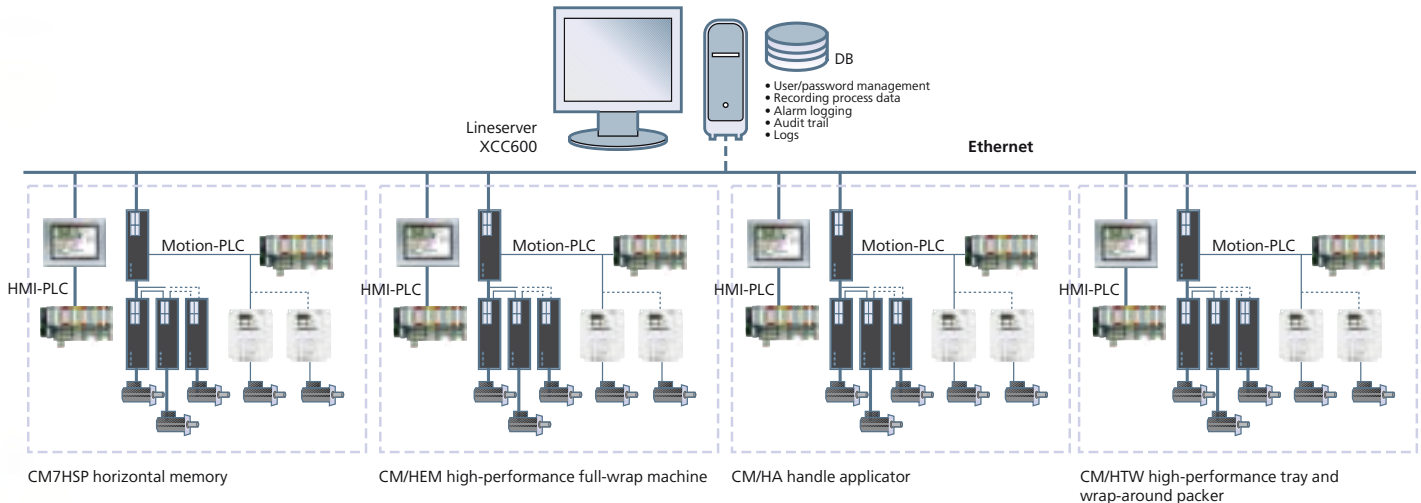 DB
• User/password management
• Recording process data
• Alarm logging
• Audit trail
• Logs
Lineserver
XCC600
Ethernet
Motion-PLC
HMI-PLC
Motion-PLC
HMI-PLC
Motion-PLC
HMI-PLC
Motion-PLC
HMI-PLC
CM7HSP horizontal memory
CM/HEM high-performance full-wrap machine
CM/HA handle applicator
CM/HTW high-performance tray and
wrap-around packer